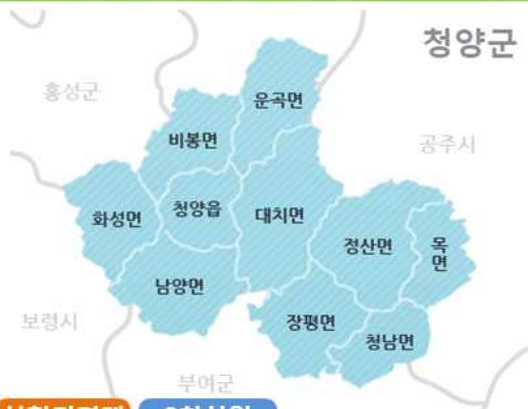 청양군
홍성군
운곡면
비봉면
공주시
청양읍
대치면
화성면
정산면
목
면
남양면
장평면
보령시
청남면
부여군